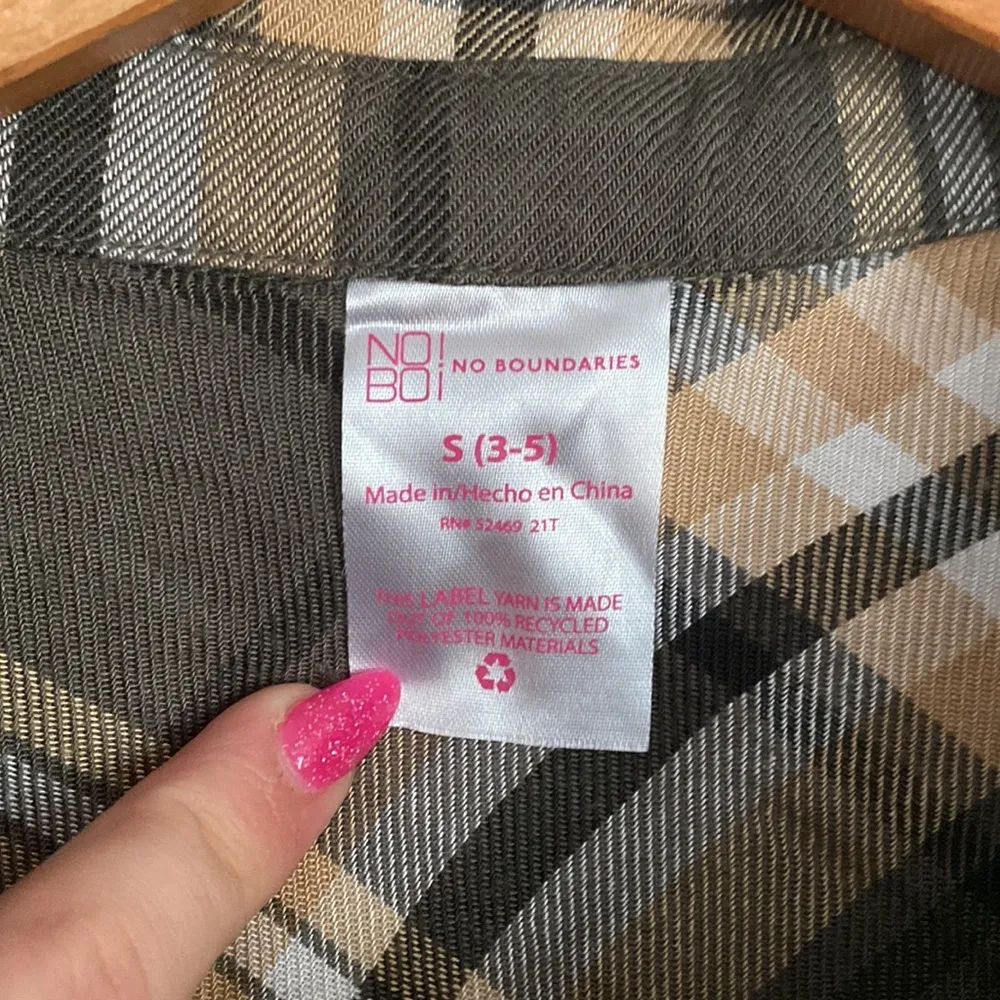 NO!
BO¡
NO BOUNDARIES
S (3-5)
Made in/Hecho en China
RN# 52469 21T
THIS LABEL YARN IS MADE
OUT OF 100% RECYCLED
POLYESTER MATERIALS